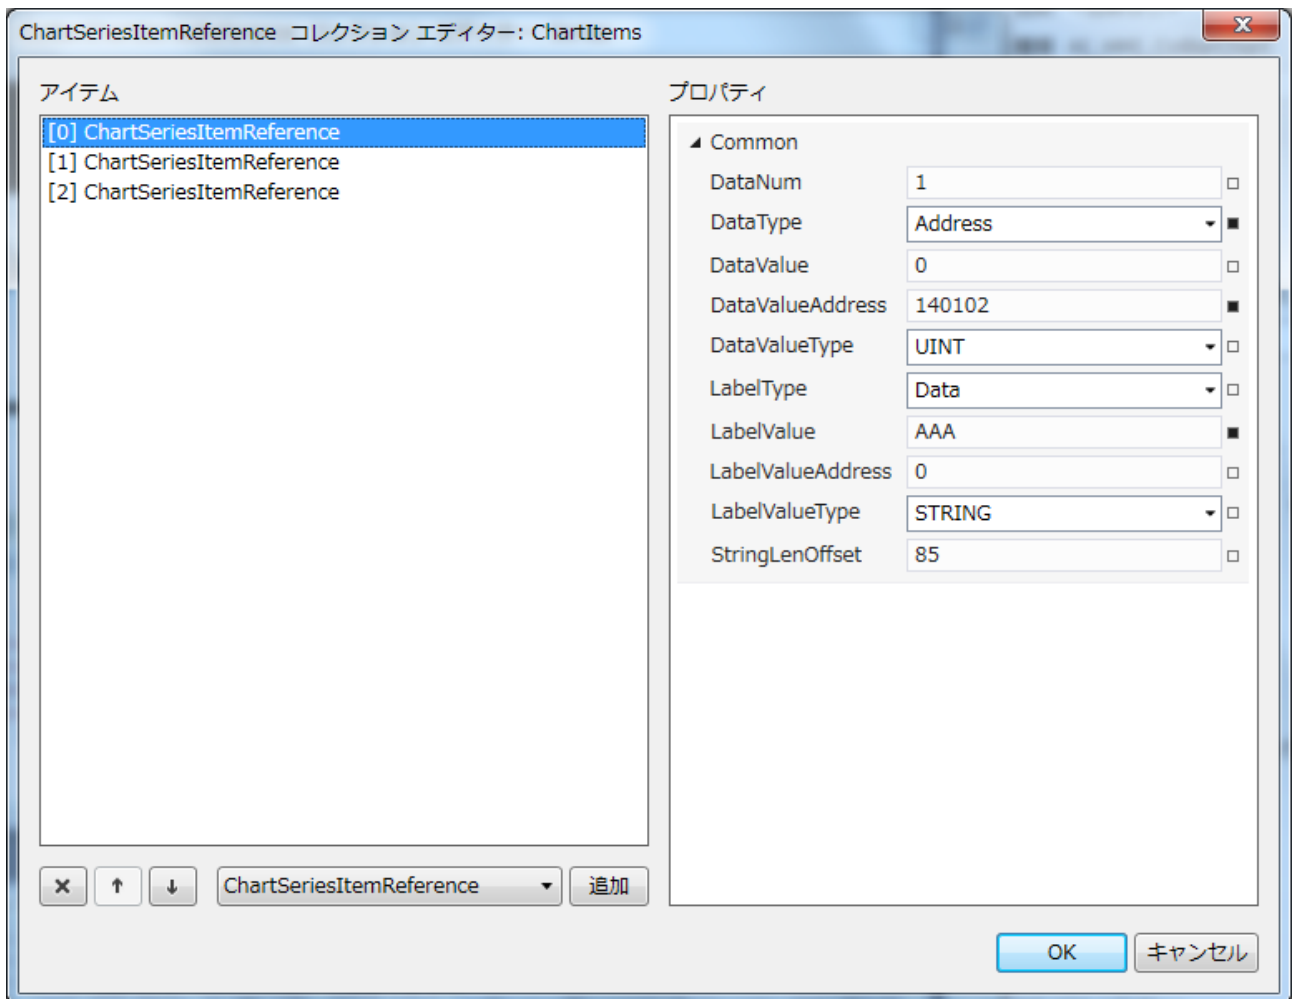 ChartSeriesItemReference コレクション エディター: ChartItems
アイテム
[0] ChartSeriesItemReference
[1] ChartSeriesItemReference
[2] ChartSeriesItemReference
ChartSeriesItemReference
追加
プロパティ
Common
DataNum 1
DataType Address
DataValue 0
DataValueAddress 140102
DataValueType UINT
LabelType Data
LabelValue AAA
LabelValueAddress 0
LabelValueType STRING
StringLenOffset 85
OK キャンセル